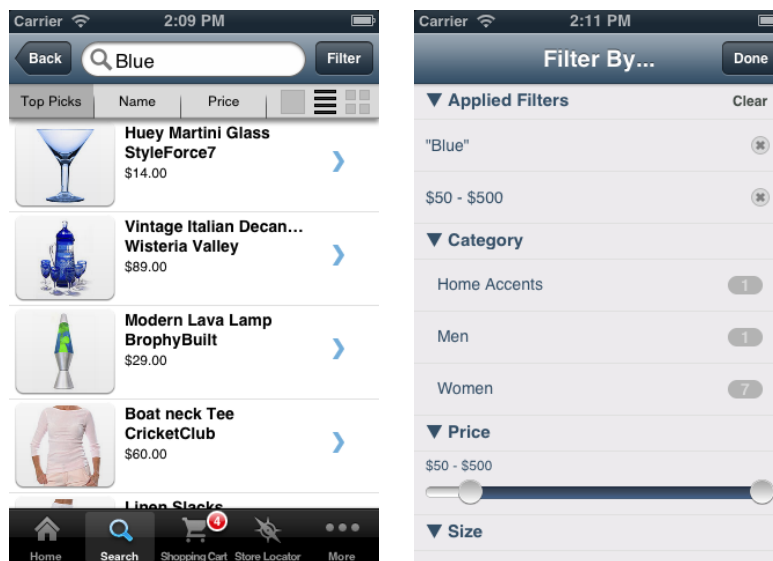 Carrier 2:09 PM
Back Blue Filter
Top Picks Name Price
Huey Martini Glass
StyleForce7
$14.00
Vintage Italian Decan...
Wisteria Valley
$89.00
Modern Lava Lamp
BrophyBuilt
$29.00
Boat neck Tee
CricketClub
$60.00
Linen Slacks
4
Home Search Shopping Cart Store Locator More
Carrier 2:11 PM
Filter By... Done
▼ Applied Filters Clear
"Blue"
$50 - $500
▼ Category
Home Accents 1
Men 1
Women 7
▼ Price
$50 - $500
▼ Size